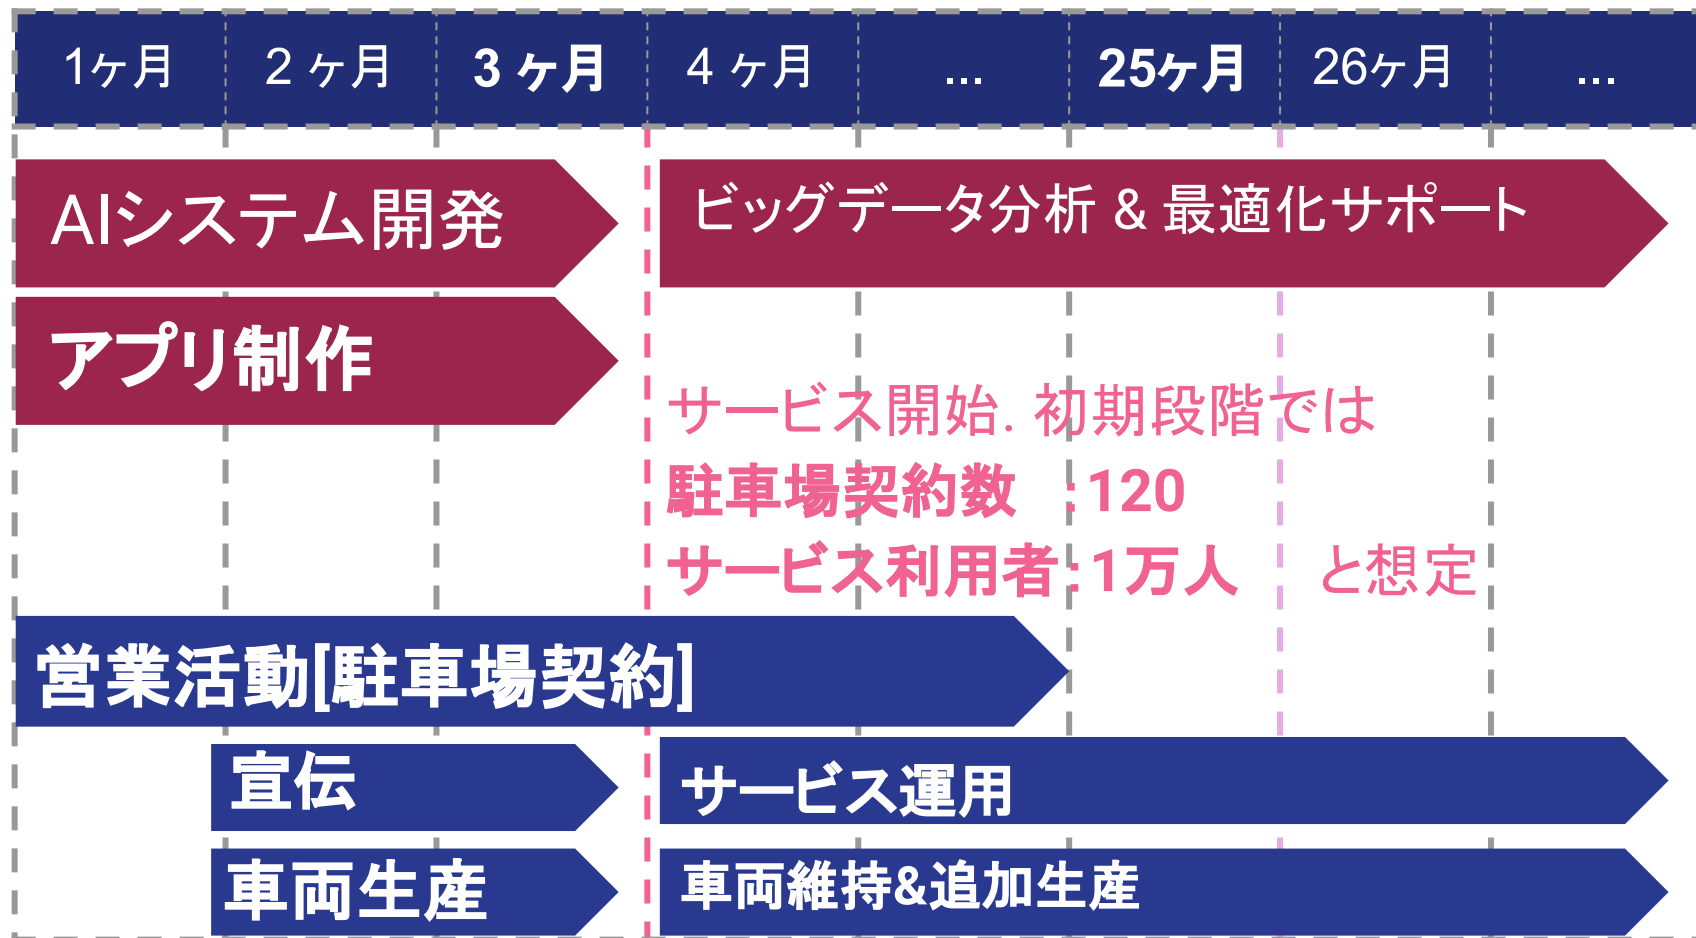 1ヶ月 2 ヶ月 3 ヶ月 4 ヶ月 ... 25ヶ月 26ヶ月 ...
AIシステム開発
ビッグデータ分析 & 最適化サポート
アプリ制作
サービス開始. 初期段階では
駐車場契約数　：120
サービス利用者：1万人　と想定
営業活動[駐車場契約]
宣伝
サービス運用
車両生産
車両維持&追加生産